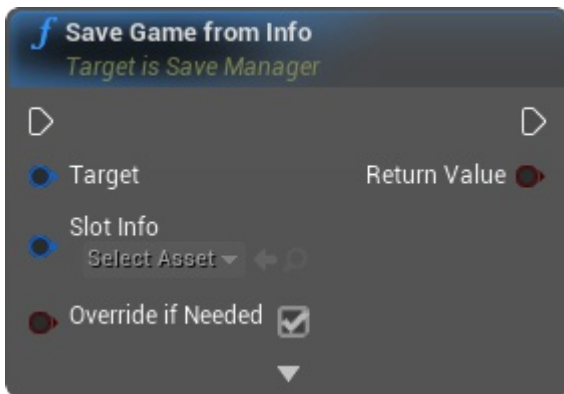 f Save Game from Info
Target is Save Manager
Target
Return Value
Slot Info
Select Asset
Override if Needed